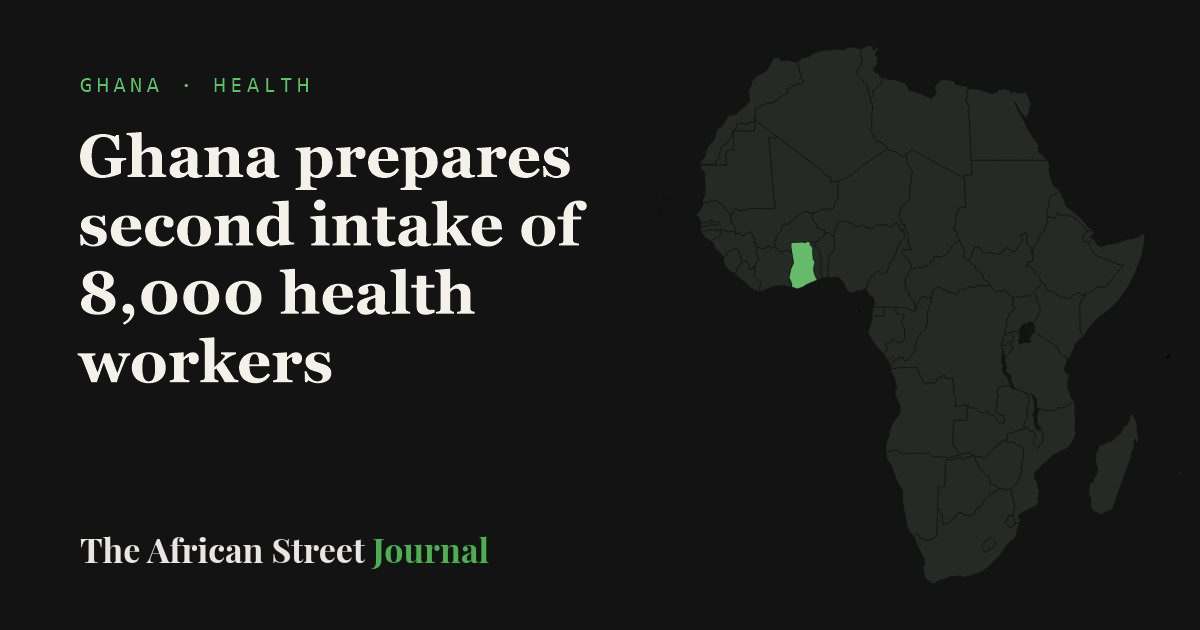 GHANA · HEALTH
Ghana prepares
second intake of
8,000 health
workers
The African Street Journal